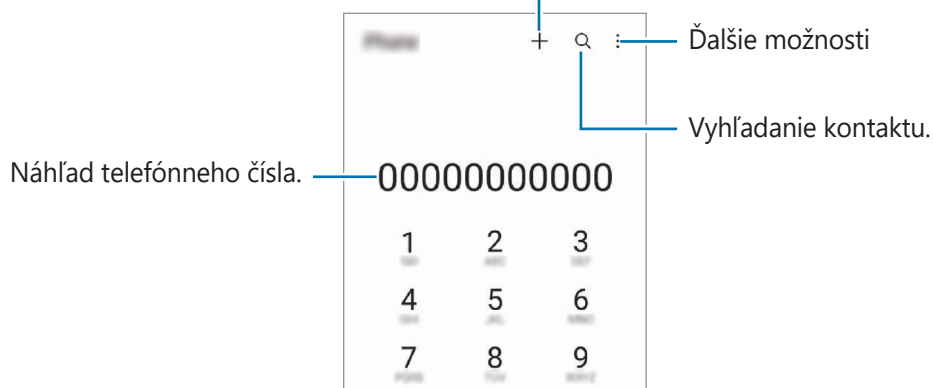 +
Ďalšie možnosti
Vyhľadanie kontaktu.
Náhľad telefónneho čísla.
00000000000
1 2 3
4 5 6
7 8 9